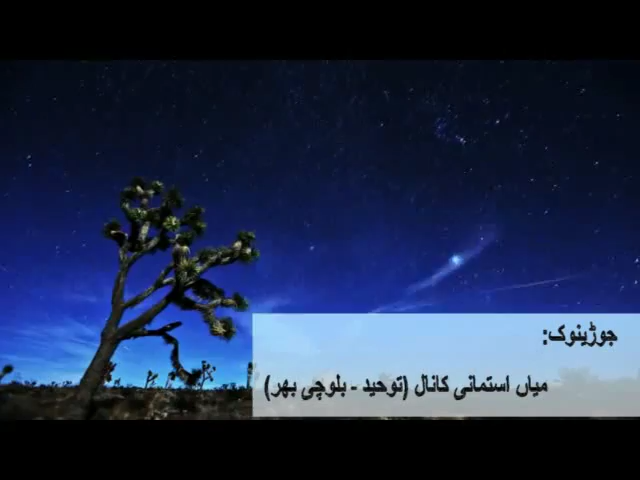 جوڑینوک:
میاں استمانی کانال (توحید - بلوچی بهر)